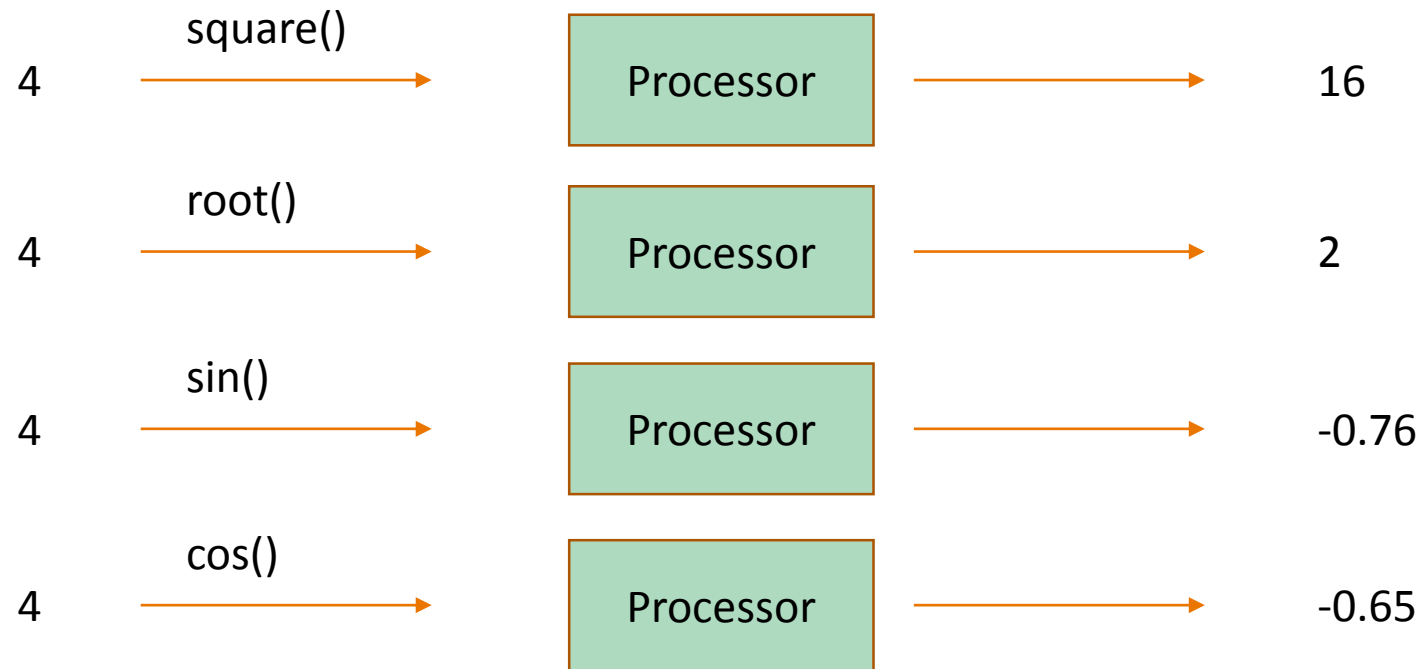 square()
4 Processor 16
root()
4 Processor 2
sin()
4 Processor -0.76
cos()
4 Processor -0.65